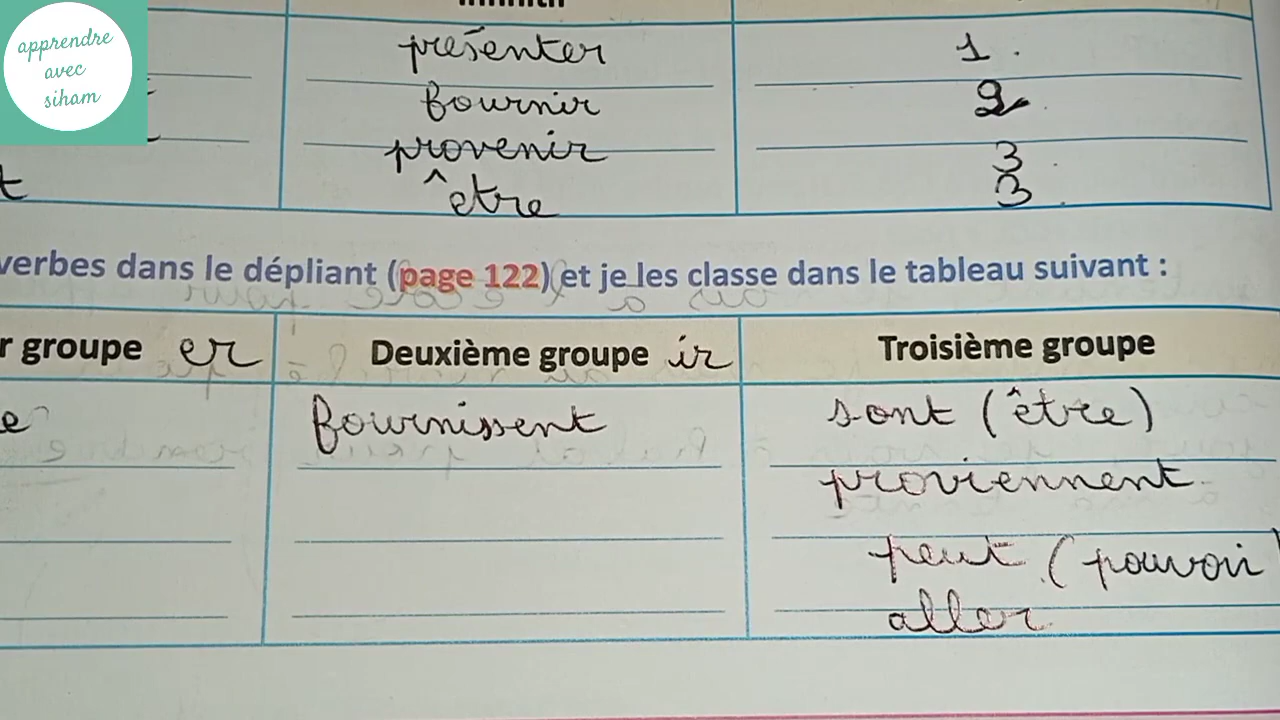 apprendre
avec
siham
présenter 1.
fournir 2
provenir 3
t être 3.
verbes dans le dépliant (page 122) et je les classe dans le tableau suivant :
r groupe er Deuxième groupe ir Troisième groupe
e fournissent sont (être)
proviennent.
peut (pouvoir)
aller